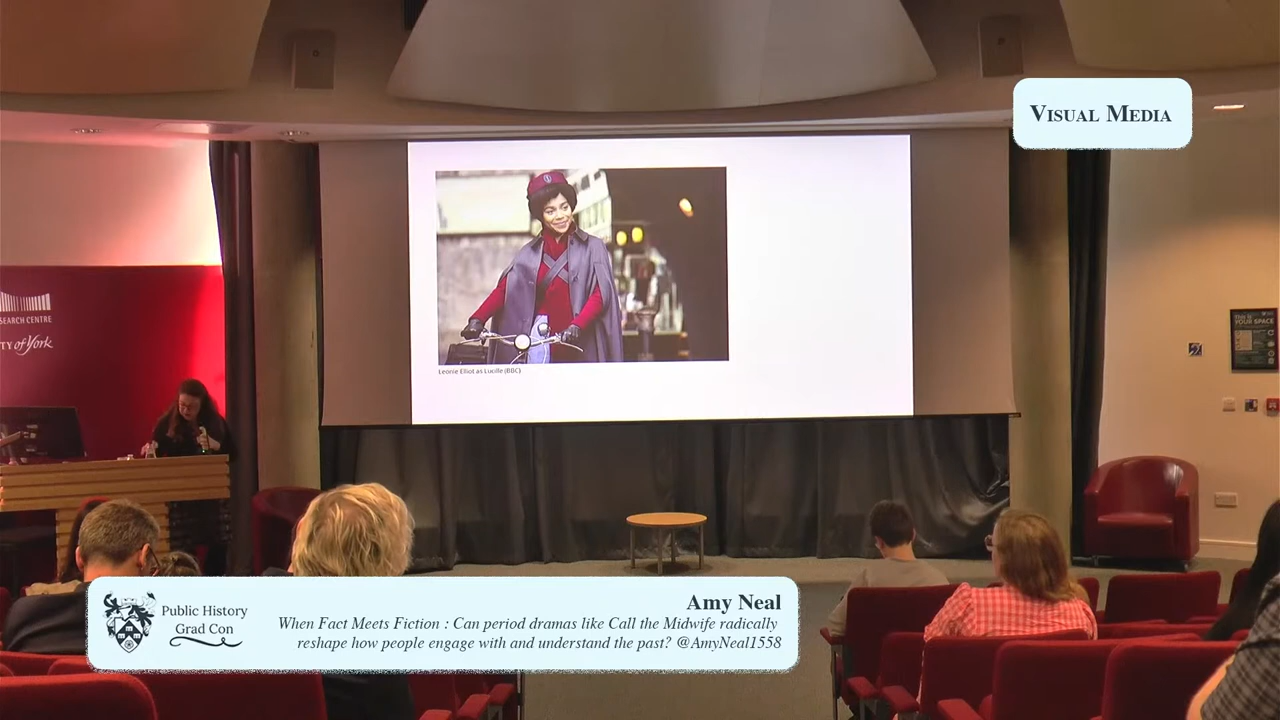 VISUAL MEDIA
SEARCH CENTRE
TY of York
Leonie Elliot as Lucille (BBC)
This is
YOUR SPACE
Public History
Grad Con
Amy Neal
When Fact Meets Fiction : Can period dramas like Call the Midwife radically
reshape how people engage with and understand the past? @AmyNeal1558